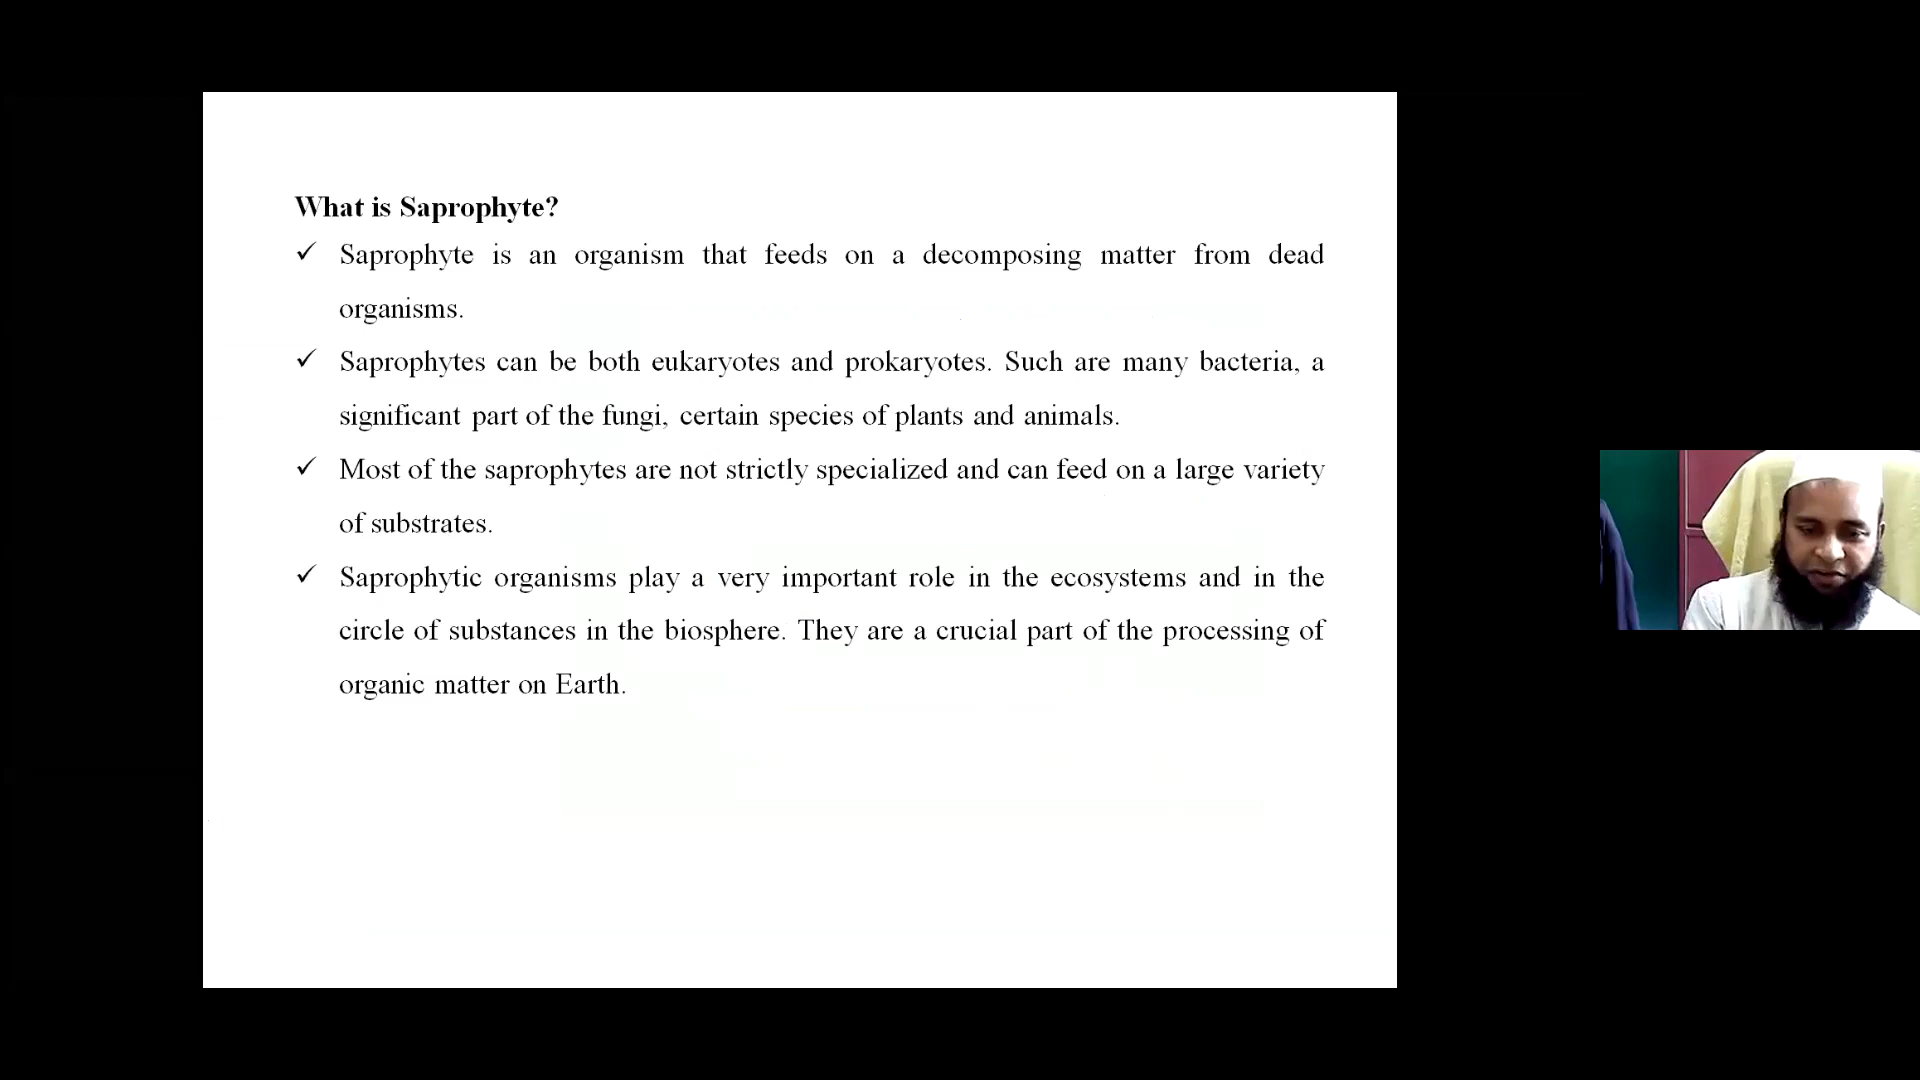 What is Saprophyte?
✓ Saprophyte is an organism that feeds on a decomposing matter from dead
organisms.
✓ Saprophytes can be both eukaryotes and prokaryotes. Such are many bacteria, a
significant part of the fungi, certain species of plants and animals.
✓ Most of the saprophytes are not strictly specialized and can feed on a large variety
of substrates.
✓ Saprophytic organisms play a very important role in the ecosystems and in the
circle of substances in the biosphere. They are a crucial part of the processing of
organic matter on Earth.